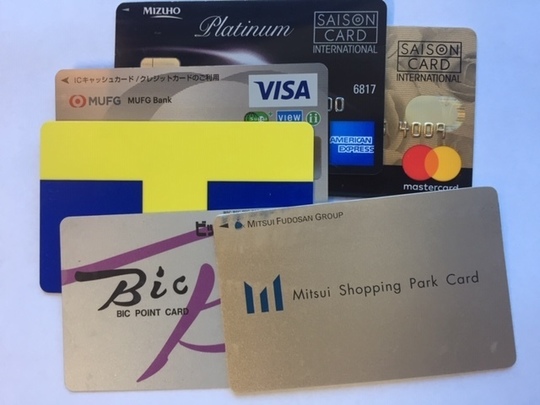 MIZUHO
Platinum
SAISON
CARD
INTERNATIONAL
6817
00
AMERICAN
EXPRESS
SAISON
CARD
INTERNATIONAL
4009
mastercard
ICキャッシュカード/クレジットカードのご利用
MUFG MUFG Bank
VISA
view
MITSUI FUDOSAN GROUP
Mitsui Shopping Park Card
Bic
BIC POINT CARD